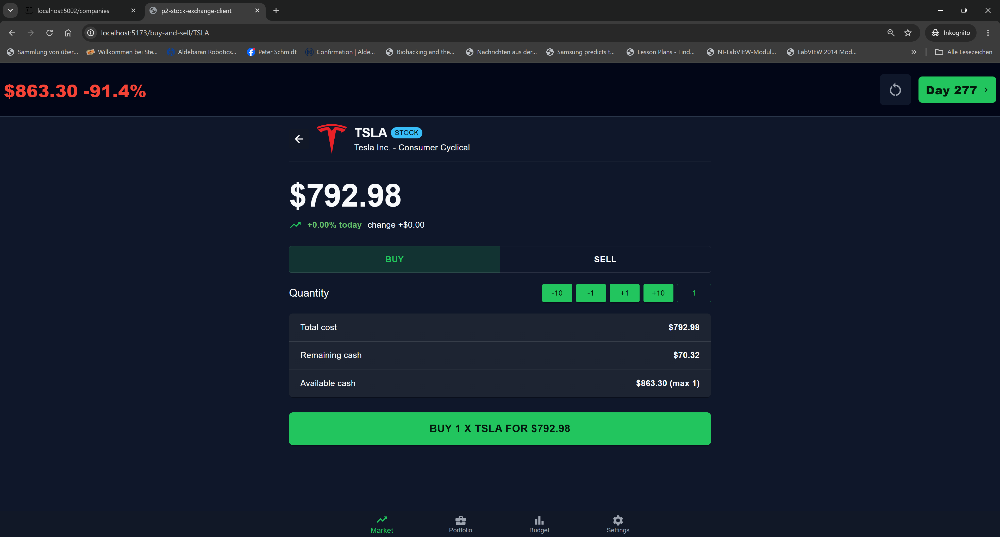 localhost:5002/companies
p2-stock-exchange-client
localhost:5173/buy-and-sell/TSLA
Inkognito
Sammlung von über...
Willkommen bei Ste...
Aldebaran Robotics...
Peter Schmidt
Confirmation | Alde...
Biohacking and the...
Nachrichten aus der...
Samsung predicts t...
Lesson Plans - Find...
NI-LabVIEW-Modul...
LabVIEW 2014 Mod...
Alle Lesezeichen
$863.30 -91.4%
Day 277
TSLA STOCK
Tesla Inc. - Consumer Cyclical
$792.98
+0.00% today change +$0.00
BUY SELL
Quantity -10 -1 +1 +10 1
Total cost $792.98
Remaining cash $70.32
Available cash $863.30 (max 1)
BUY 1 X TSLA FOR $792.98
Market Portfolio Budget Settings